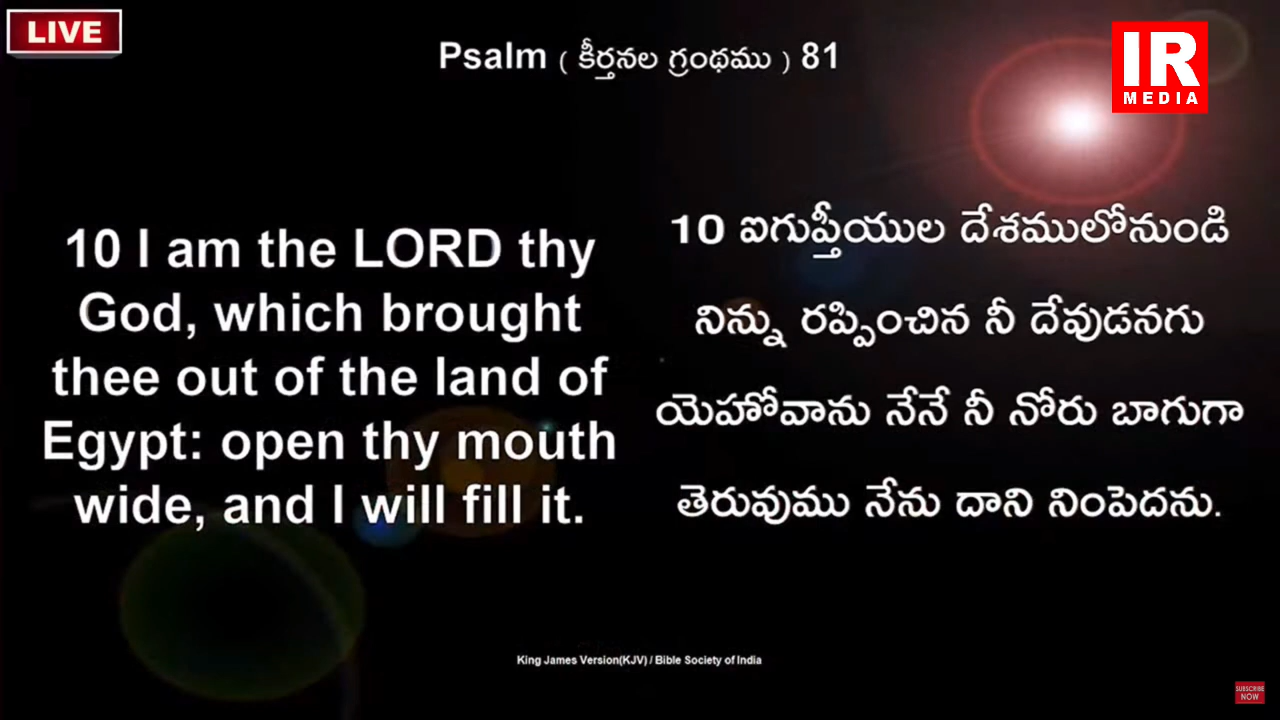 LIVE
IR
MEDIA
Psalm ( కీర్తనల గ్రంథము ) 81
10 I am the LORD thy
God, which brought
thee out of the land of
Egypt: open thy mouth
wide, and I will fill it.
10 ఐగుప్తీయుల దేశములోనుండి
నిన్ను రప్పించిన నీ దేవుడనగు
యెహోవాను నేనే నీ నోరు బాగుగా
తెరువుము నేను దాని నింపెదను.
King James Version(KJV) / Bible Society of India
SUBSCRIBE
NOW